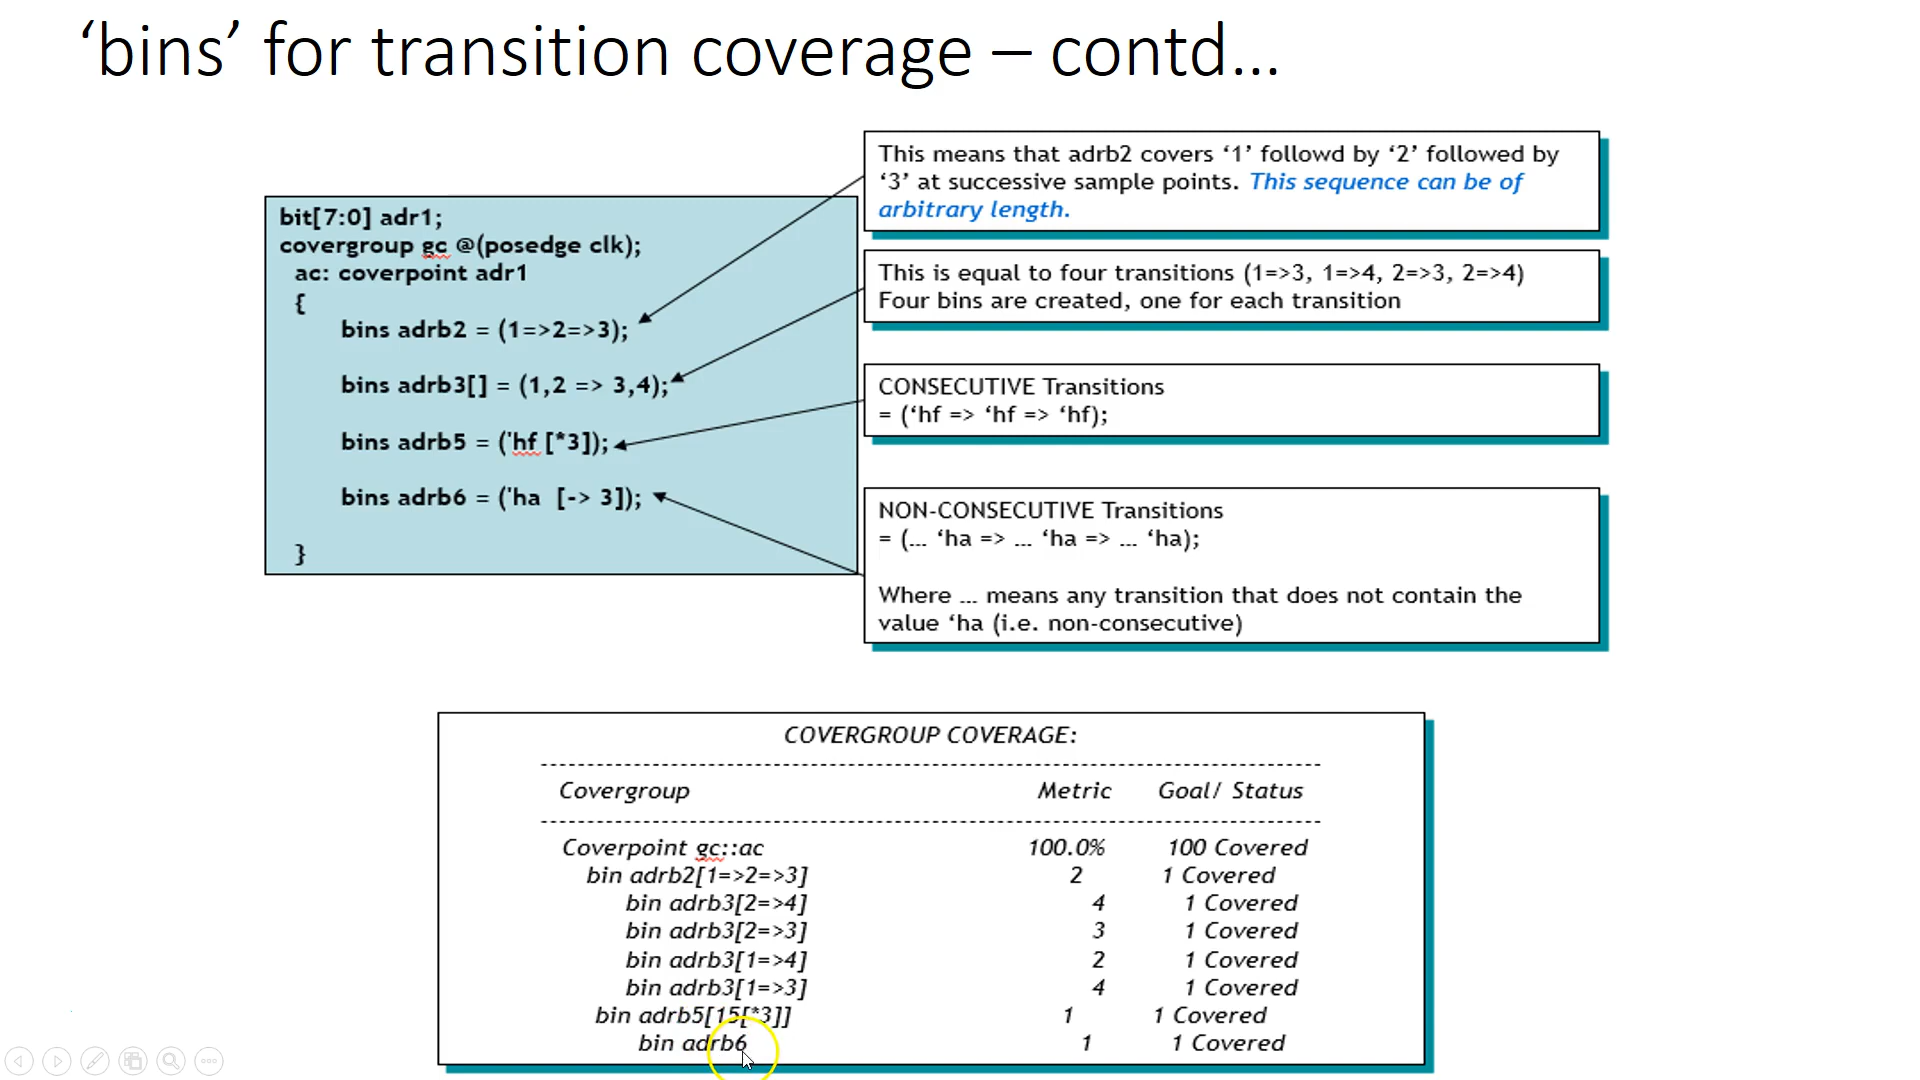 ‘bins’ for transition coverage – contd…
bit[7:0] adr1;
covergroup gc @(posedge clk);
ac: coverpoint adr1
{
bins adrb2 = (1=>2=>3);
bins adrb3[] = (1,2 => 3,4);
bins adrb5 = ('hf [*3]);
bins adrb6 = ('ha [-> 3]);
}
This means that adrb2 covers ‘1’ followd by ‘2’ followed by
‘3’ at successive sample points. This sequence can be of
arbitrary length.
This is equal to four transitions (1=>3, 1=>4, 2=>3, 2=>4)
Four bins are created, one for each transition
CONSECUTIVE Transitions
= (‘hf => ‘hf => ‘hf);
NON-CONSECUTIVE Transitions
= (… ‘ha => … ‘ha => … ‘ha);
Where … means any transition that does not contain the
value ‘ha (i.e. non-consecutive)
COVERGROUP COVERAGE:
Covergroup Metric Goal/ Status
Coverpoint gc::ac 100.0% 100 Covered
bin adrb2[1=>2=>3] 2 1 Covered
bin adrb3[2=>4] 4 1 Covered
bin adrb3[2=>3] 3 1 Covered
bin adrb3[1=>4] 2 1 Covered
bin adrb3[1=>3] 4 1 Covered
bin adrb5[15[*3]] 1 1 Covered
bin adrb6 1 1 Covered